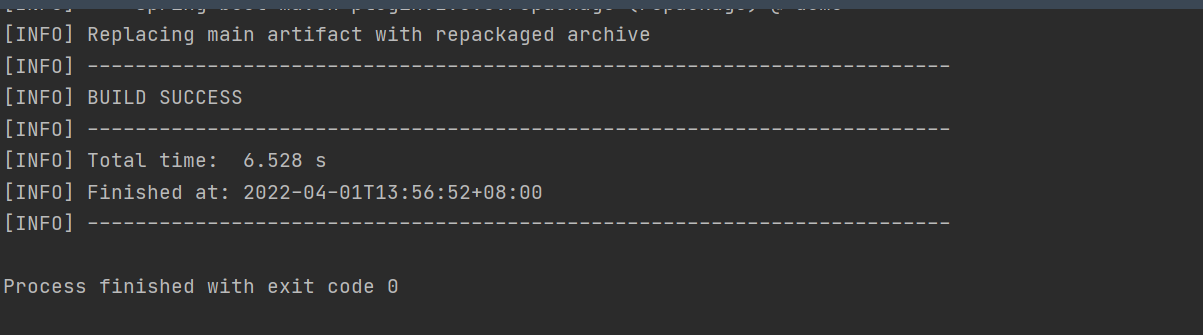 [INFO] Replacing main artifact with repackaged archive
[INFO] ------------------------------------------------------------------------
[INFO] BUILD SUCCESS
[INFO] ------------------------------------------------------------------------
[INFO] Total time:  6.528 s
[INFO] Finished at: 2022-04-01T13:56:52+08:00
[INFO] ------------------------------------------------------------------------
Process finished with exit code 0